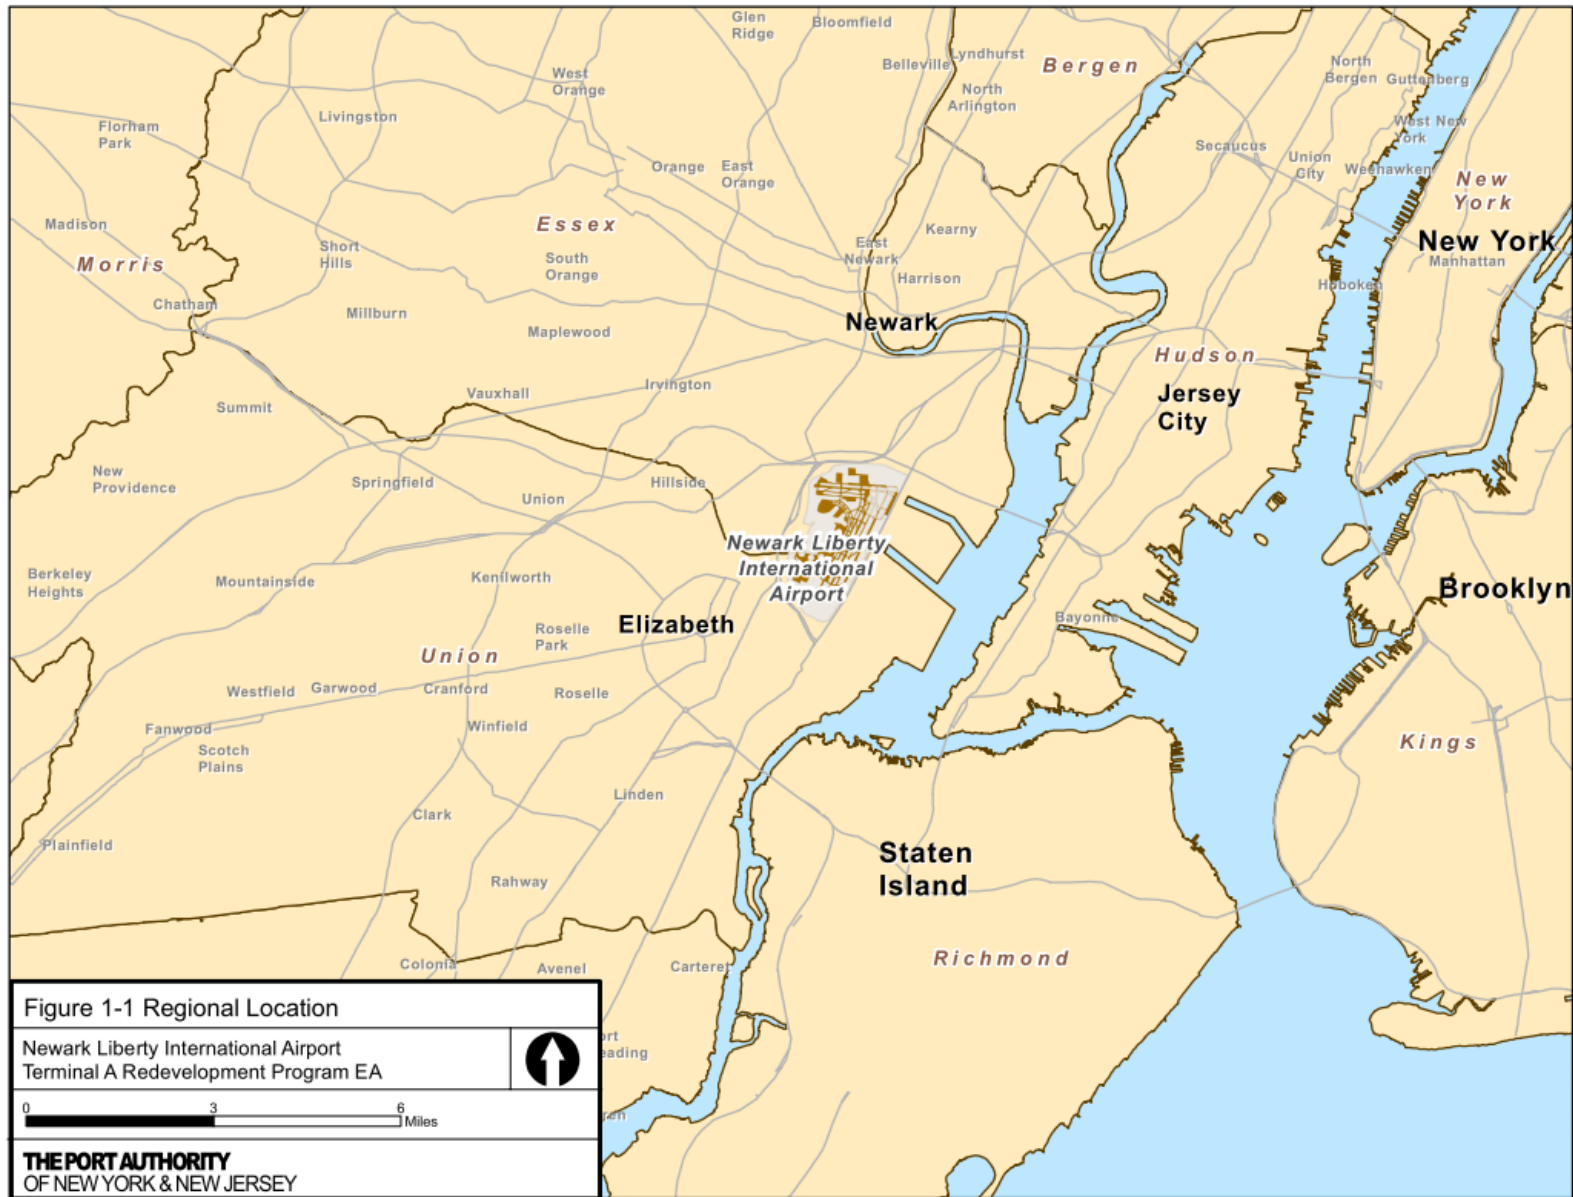 Glen
Ridge
Bloomfield
Belleville
Lyndhurst
Bergen
North
Bergen
Guttenberg
West
Orange
North
Arlington
Livingston
Florham
Park
West New
York
Secaucus
Union
City
Weehawken
Orange
East
Orange
New
York
Madison
Essex
Kearny
New York
Manhattan
Morris
Short
Hills
South
Orange
East
Newark
Harrison
Hoboken
Chatham
Millburn
Maplewood
Newark
Hudson
Jersey
City
Irvington
Vauxhall
Summit
New
Providence
Springfield
Union
Hillside
Newark Liberty
International
Airport
Berkeley
Heights
Mountainside
Kenilworth
Brooklyn
Elizabeth
Bayonne
Roselle
Park
Union
Westfield
Garwood
Cranford
Roselle
Fanwood
Winfield
Scotch
Plains
Kings
Linden
Clark
Plainfield
Staten
Island
Rahway
Richmond
Colonia
Avenel
Carteret
Figure 1-1 Regional Location
Newark Liberty International Airport
Terminal A Redevelopment Program EA
0 3 6
Miles
THE PORT AUTHORITY
OF NEW YORK & NEW JERSEY